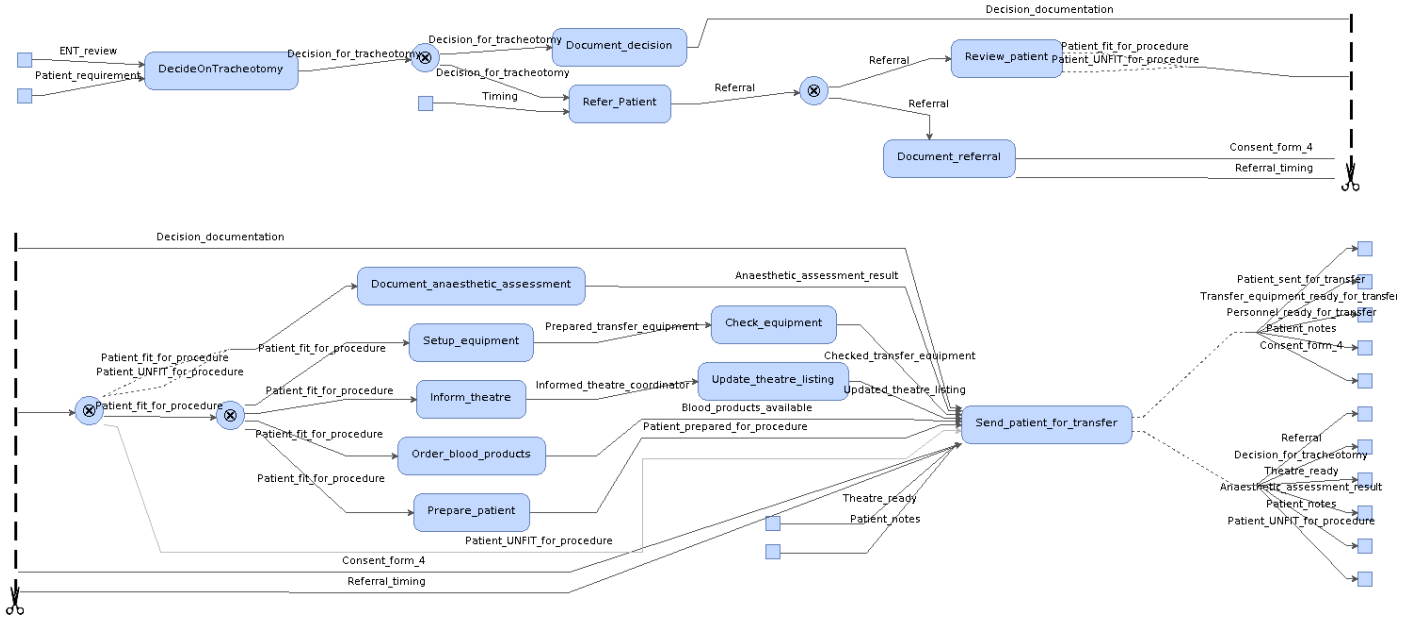 Decision_documentation
ENT_review
DecideOnTracheotomy
Patient_requirement
Decision_for_tracheotomy
Decision_for_tracheotomy
Document_decision
Decision_for_tracheotomy
Timing
Refer_Patient
Referral
Referral
Review_patient
Patient_fit_for_procedure
Patient_UNFIT_for_procedure
Referral
Document_referral
Consent_form_4
Referral_timing
Decision_documentation
Document_anaesthetic_assessment
Anaesthetic_assessment_result
Patient_fit_for_procedure
Patient_UNFIT_for_procedure
Patient_fit_for_procedure
Patient_fit_for_procedure
Setup_equipment
Prepared_transfer_equipment
Check_equipment
Checked_transfer_equipment
Patient_fit_for_procedure
Inform_theatre
Informed_theatre_coordinator
Update_theatre_listing
Updated_theatre_listing
Patient_fit_for_procedure
Order_blood_products
Blood_products_available
Patient_fit_for_procedure
Prepare_patient
Patient_prepared_for_procedure
Patient_UNFIT_for_procedure
Consent_form_4
Referral_timing
Theatre_ready
Patient_notes
Send_patient_for_transfer
Patient_sent_for_transfer
Transfer_equipment_ready_for_transfer
Personnel_ready_for_transfer
Patient_notes
Consent_form_4
Referral
Decision_for_tracheotomy
Theatre_ready
Anaesthetic_assessment_result
Patient_notes
Patient_UNFIT_for_procedure